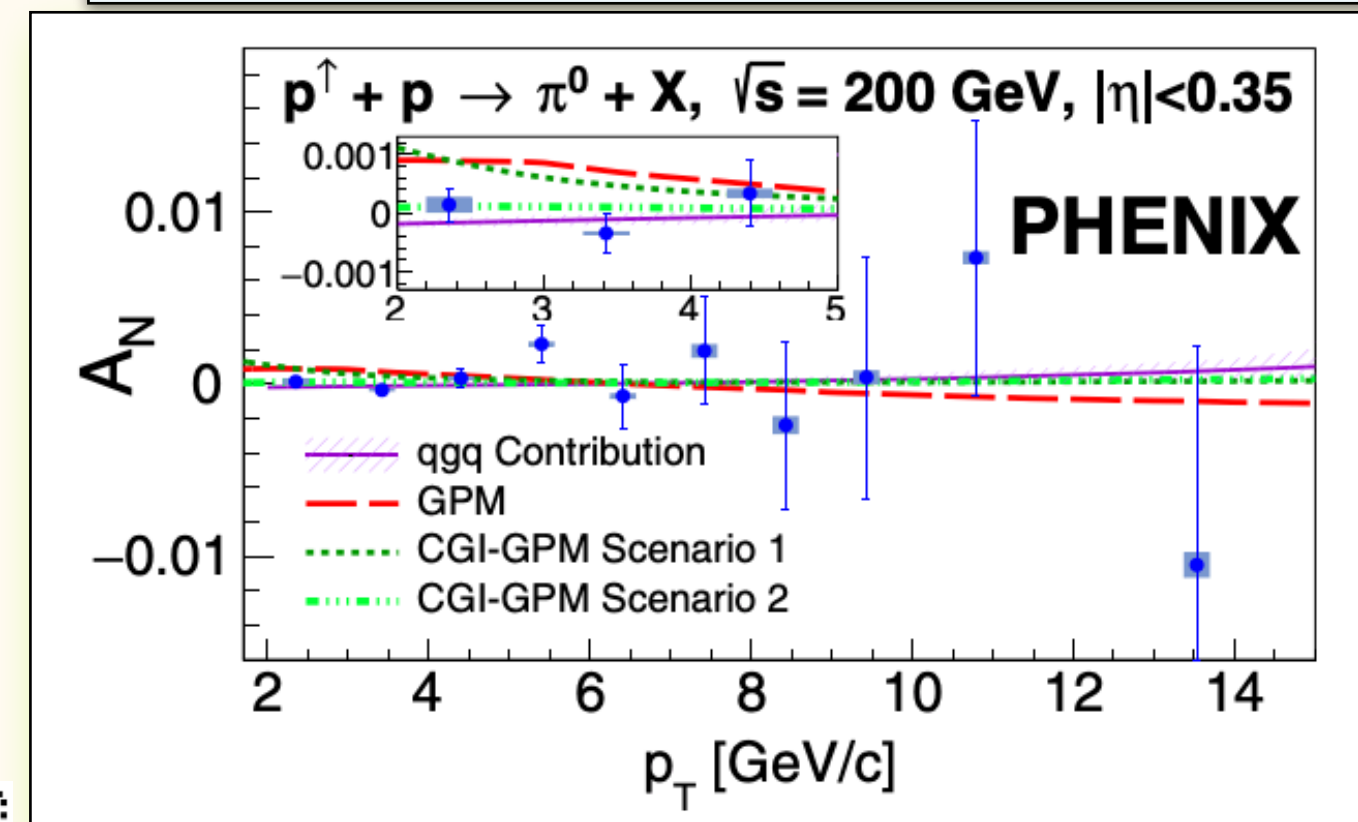 p↑ + p → π⁰ + X, √s = 200 GeV, |η|<0.35
PHENIX
0.001
0
−0.001
2 3 4 5
0.01
0
−0.01
A_N
qgq Contribution
GPM
CGI-GPM Scenario 1
CGI-GPM Scenario 2
2 4 6 8 10 12 14
p_T [GeV/c]